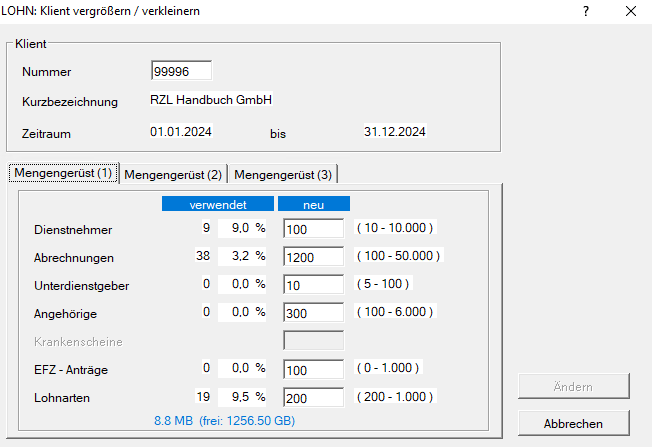 LOHN: Klient vergrößern / verkleinern ? ×
Klient
Nummer 99996
Kurzbezeichnung RZL Handbuch GmbH
Zeitraum 01.01.2024 bis 31.12.2024
Mengengerüst (1) Mengengerüst (2) Mengengerüst (3)
verwendet neu
Dienstnehmer 9 9,0 % 100 ( 10 - 10.000 )
Abrechnungen 38 3,2 % 1200 ( 100 - 50.000 )
Unterdienstgeber 0 0,0 % 10 ( 5 - 100 )
Angehörige 0 0,0 % 300 ( 100 - 6.000 )
Krankenscheine
EFZ - Anträge 0 0,0 % 100 ( 0 - 1.000 )
Lohnarten 19 9,5 % 200 ( 200 - 1.000 )
8.8 MB (frei: 1256.50 GB)
Ändern
Abbrechen